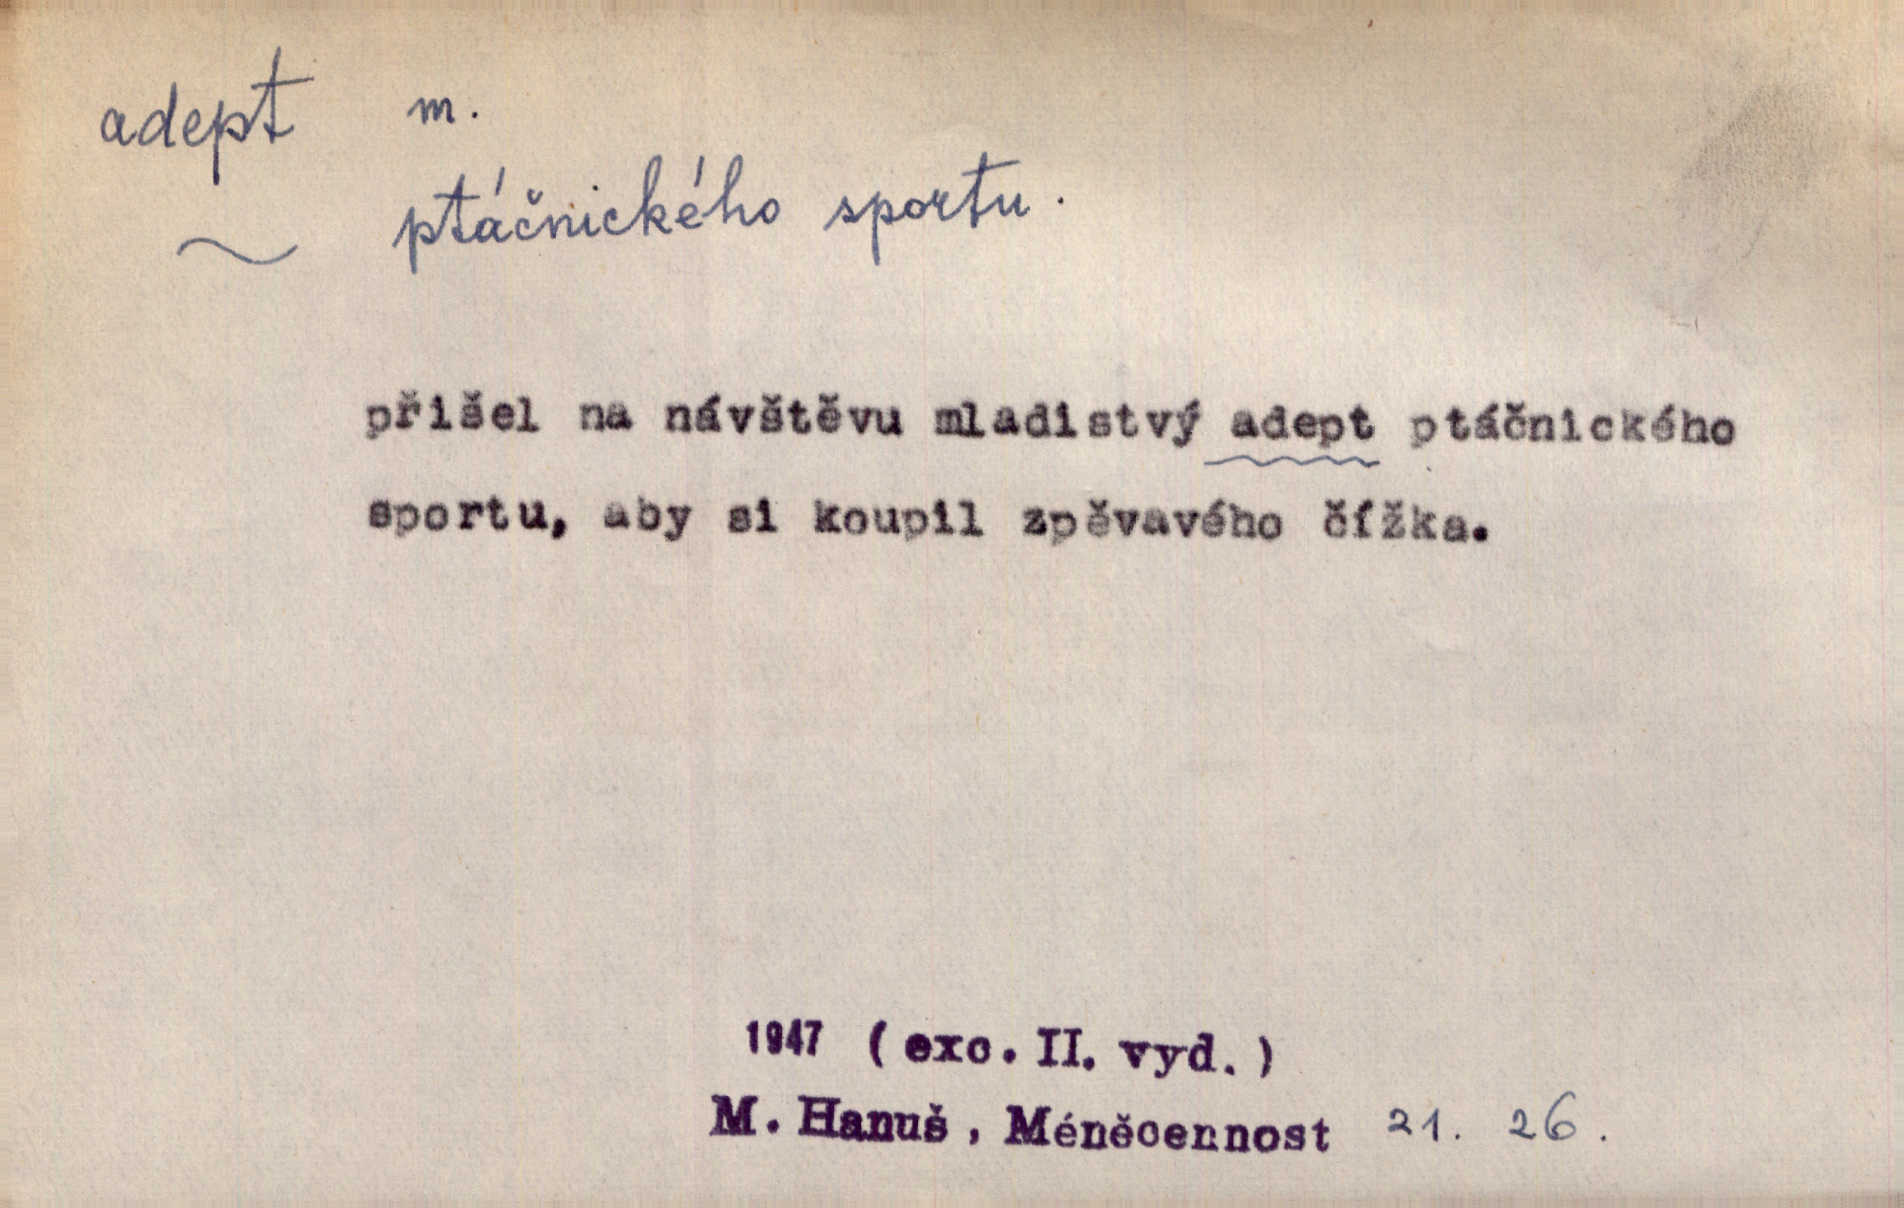 adept m.
~ ptáčnického sportu.
přišel na návštěvu mladistvý adept ptáčnického
sportu, aby si koupil zpěvavého čížka.
1947 (exc. II. vyd.)
M. Hanuš, Méněcennost 21. 26.